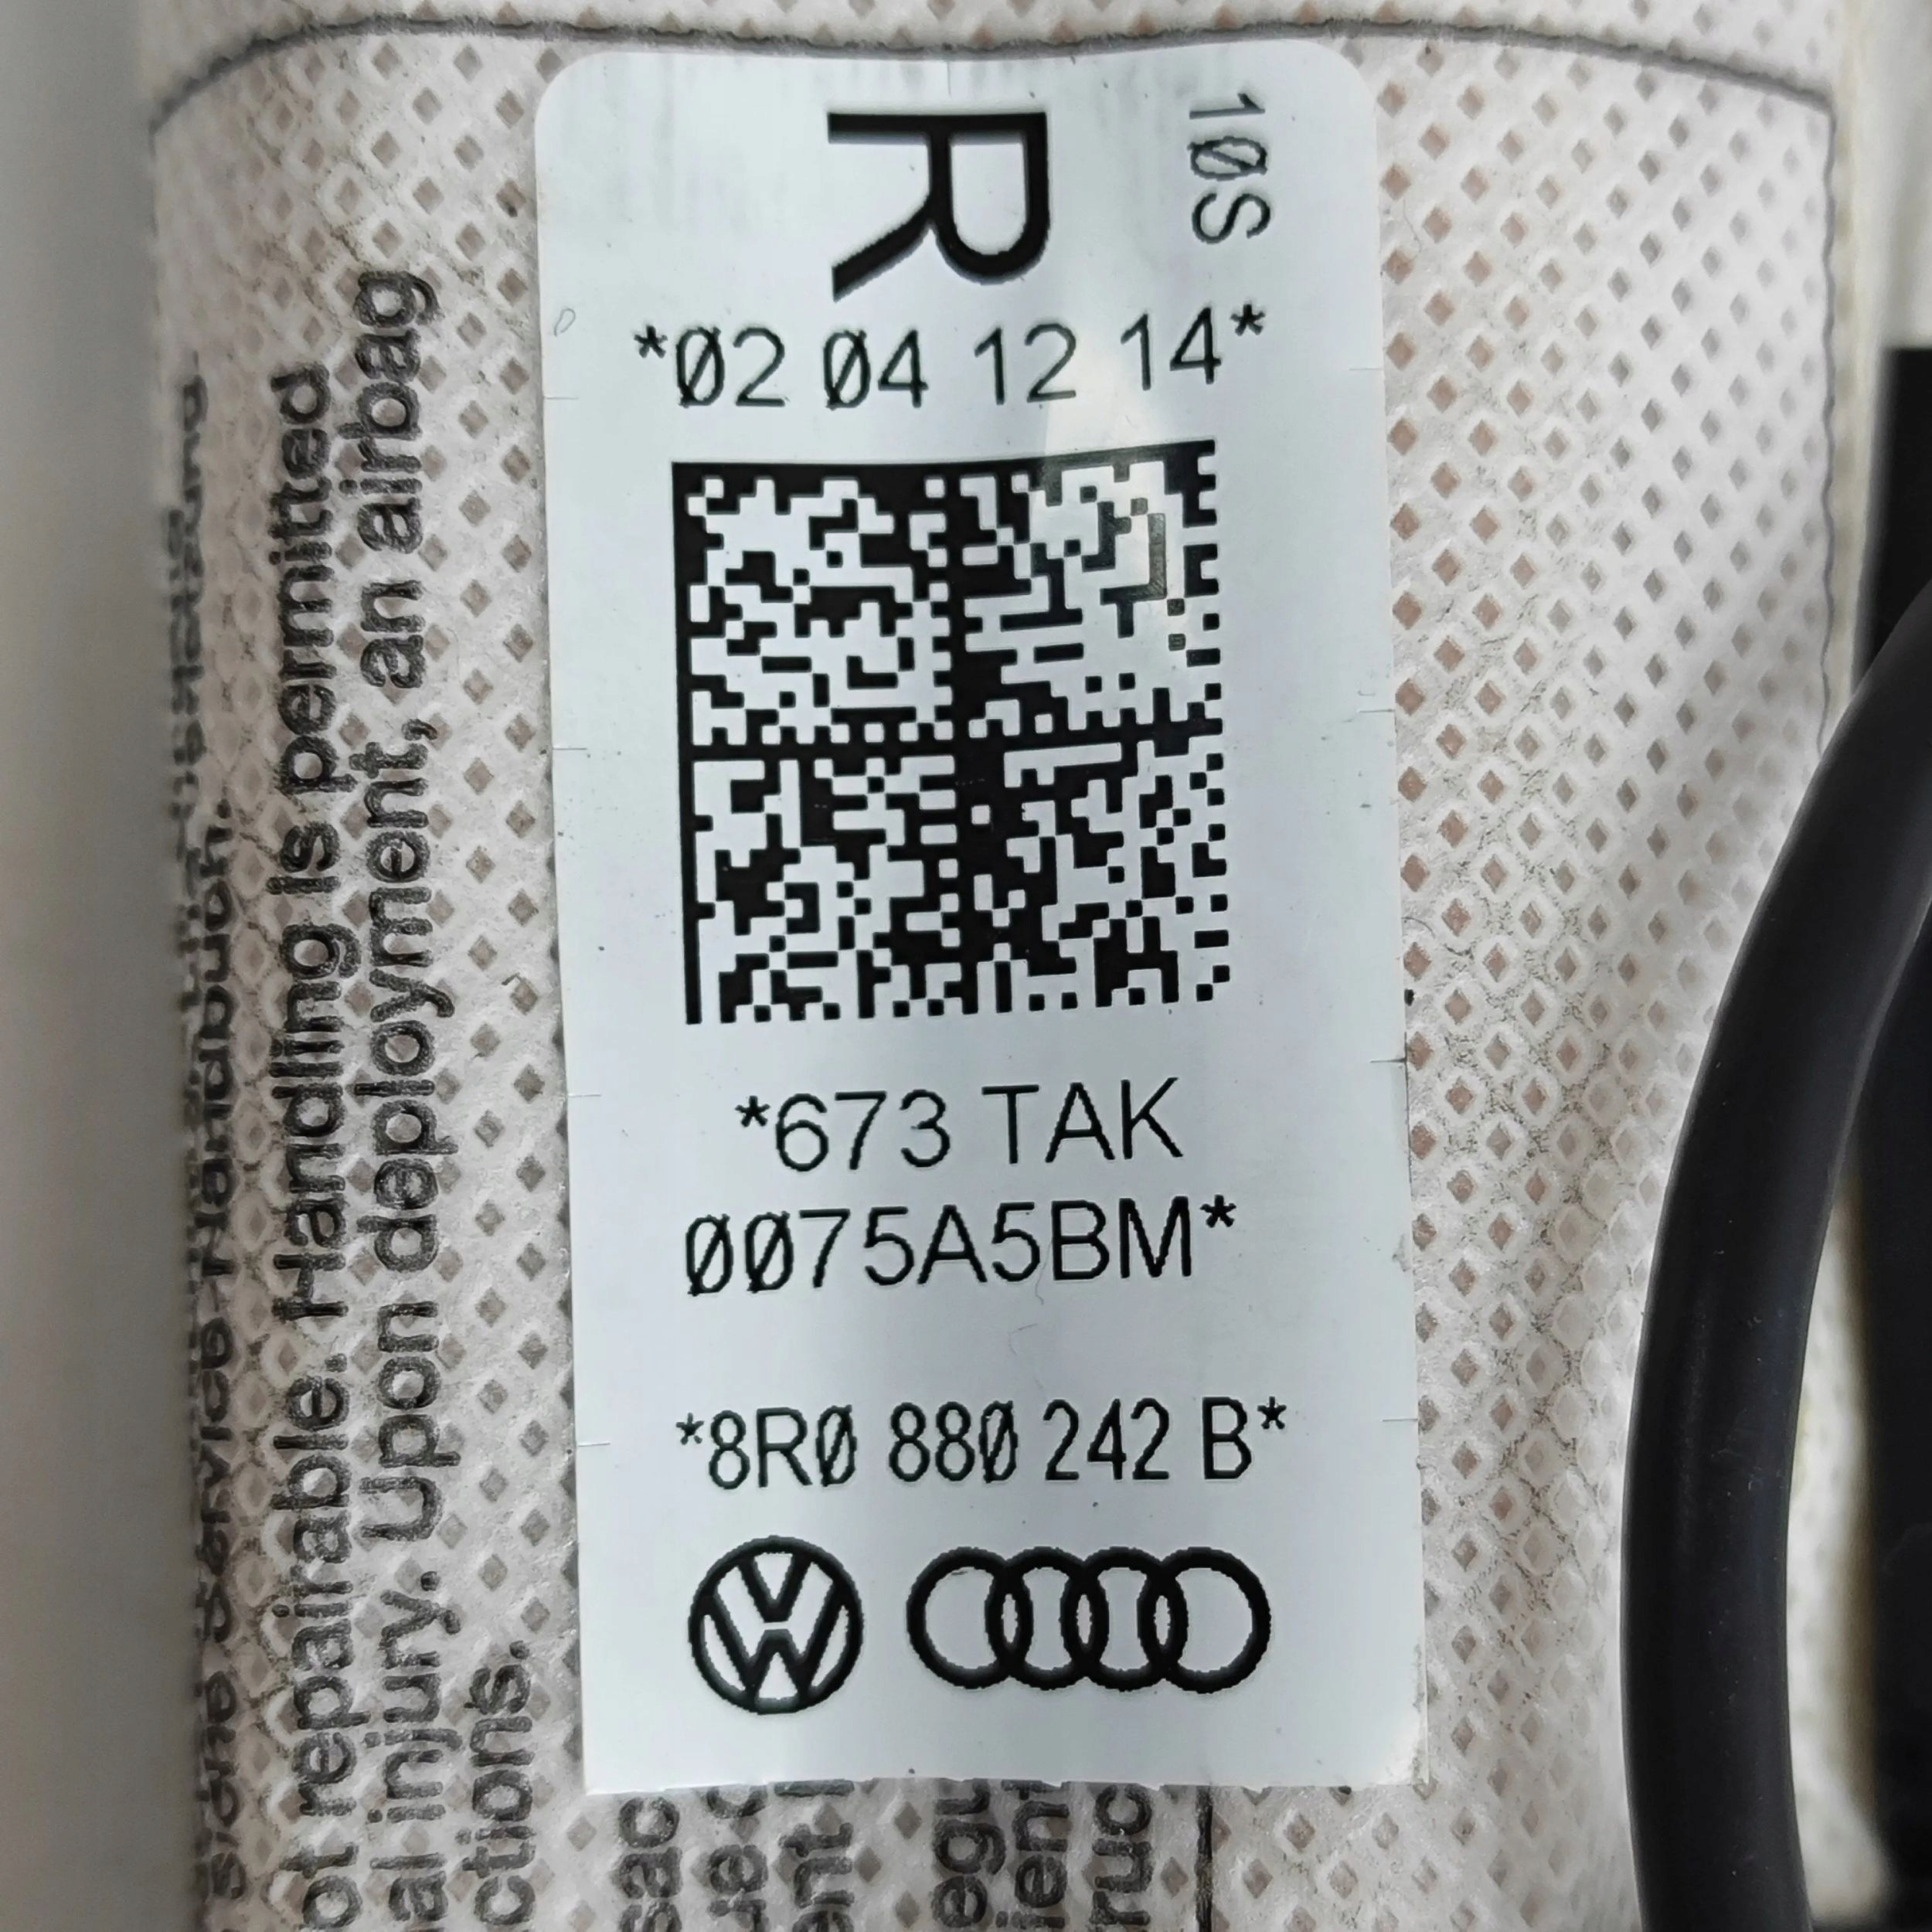 10S
R
*02 04 12 14*
*673 TAK
0075A5BM*
*8R0 880 242 B*
Handbuch.
ot repairable. Handling is permitted
al injury. Upon deployment, an airbag
ctions.